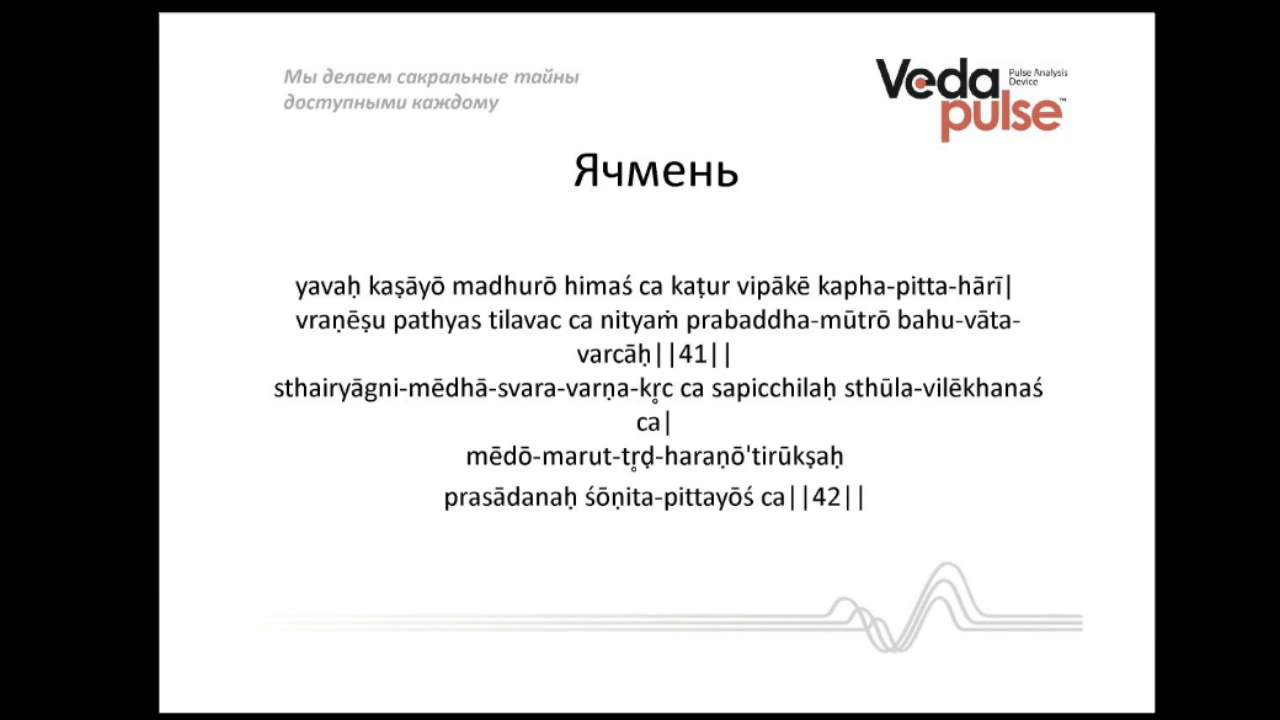 Мы делаем сакральные тайны
доступными каждому
Veda
Pulse Analysis
Device
pulse™
Ячмень
yavaḥ kaṣāyō madhurō himaś ca kaṭur vipākē kapha-pitta-hārī|
vraṇēṣu pathyas tilavac ca nityaṁ prabaddha-mūtrō bahu-vāta-
varcāḥ||41||
sthairyāgni-mēdhā-svara-varṇa-kr̥c ca sapicchilaḥ sthūla-vilēkhanaś
ca|
mēdō-marut-tr̥ḍ-haraṇō'tirūkṣaḥ
prasādanaḥ śōṇita-pittayōś ca||42||